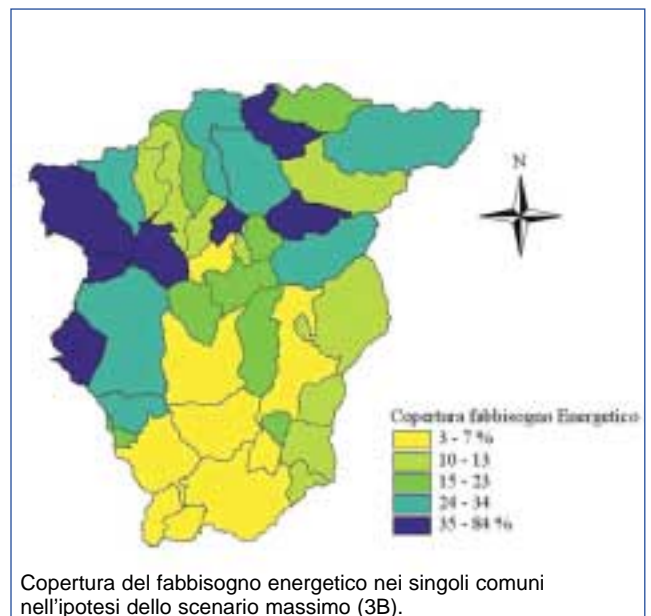 N
Copertura fabbisogno Energetico
3 - 7 %
10 - 13
15 - 23
24 - 34
35 - 84 %
Copertura del fabbisogno energetico nei singoli comuni
nell'ipotesi dello scenario massimo (3B).